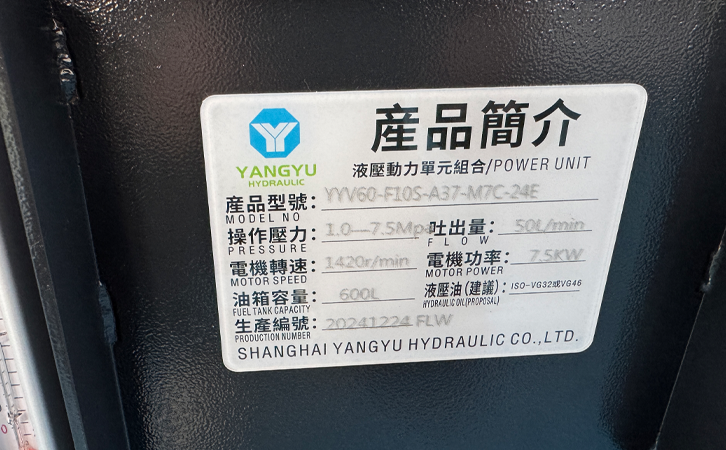 産品簡介
YANGYU
HYDRAULIC
液壓動力單元組合/POWER UNIT
産品型號: YYV60-F10S-A37-M7C-24E
MODEL NO
操作壓力: 1.0—7.5Mpa 吐出量: 50L/min
PRESSURE FLOW
電機轉速: 1420r/min 電機功率: 7.5KW
MOTOR SPEED MOTOR POWER
油箱容量: 600L 液壓油(建議): ISO-VG32或VG46
FUEL TANK CAPACITY HYDRAULIC OIL(PROPOSAL)
生産編號: 20241224 FLW
PRODUCTION NUMBER
SHANGHAI YANGYU HYDRAULIC CO.,LTD.